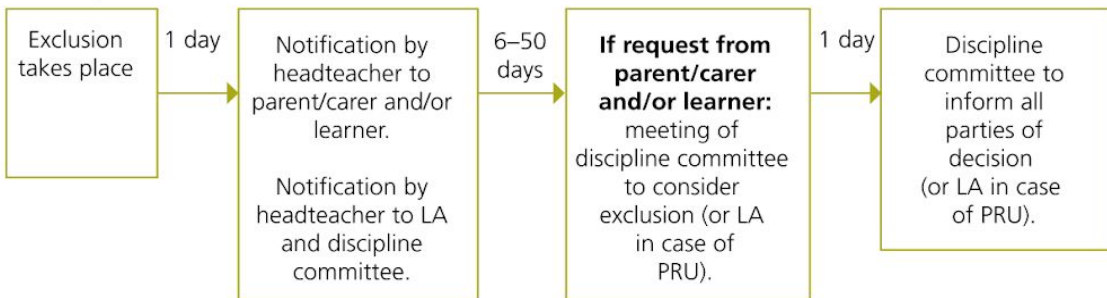 Exclusion
takes place
1 day
Notification by
headteacher to
parent/carer and/or
learner.
Notification by
headteacher to LA
and discipline
committee.
6–50
days
If request from
parent/carer
and/or learner:
meeting of
discipline committee
to consider
exclusion (or LA
in case of
PRU).
1 day
Discipline
committee to
inform all
parties of
decision
(or LA in case
of PRU).